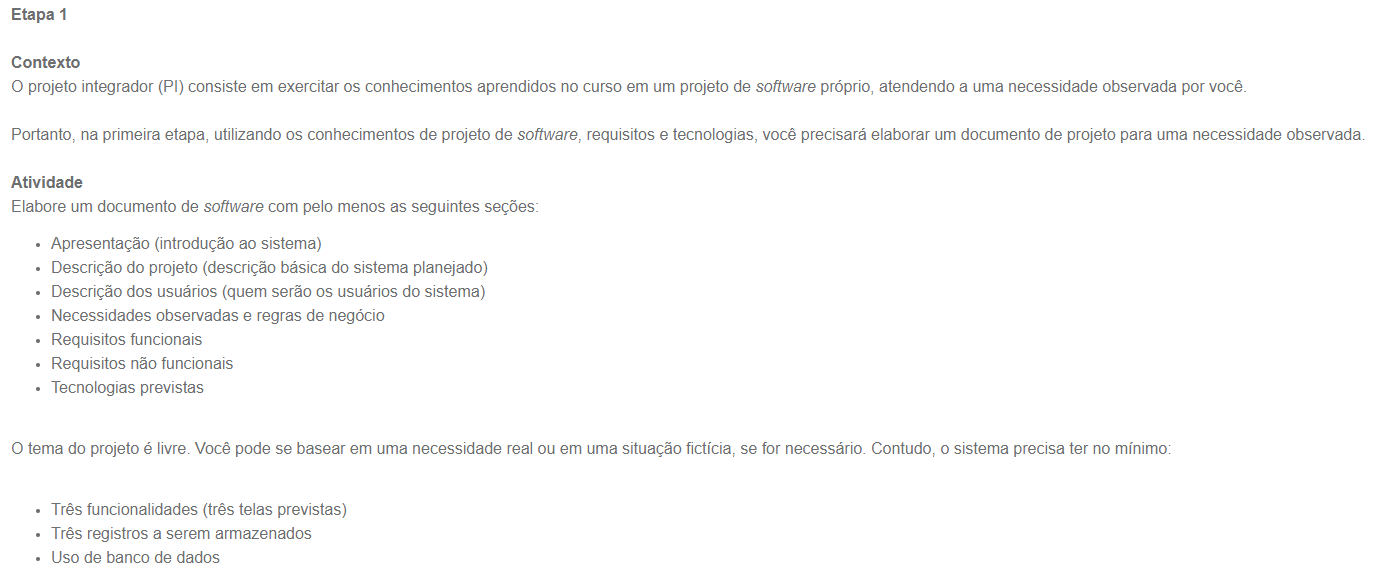 Etapa 1
Contexto
O projeto integrador (PI) consiste em exercitar os conhecimentos aprendidos no curso em um projeto de software próprio, atendendo a uma necessidade observada por você.
Portanto, na primeira etapa, utilizando os conhecimentos de projeto de software, requisitos e tecnologias, você precisará elaborar um documento de projeto para uma necessidade observada.
Atividade
Elabore um documento de software com pelo menos as seguintes seções:
• Apresentação (introdução ao sistema)
• Descrição do projeto (descrição básica do sistema planejado)
• Descrição dos usuários (quem serão os usuários do sistema)
• Necessidades observadas e regras de negócio
• Requisitos funcionais
• Requisitos não funcionais
• Tecnologias previstas
O tema do projeto é livre. Você pode se basear em uma necessidade real ou em uma situação fictícia, se for necessário. Contudo, o sistema precisa ter no mínimo:
• Três funcionalidades (três telas previstas)
• Três registros a serem armazenados
• Uso de banco de dados